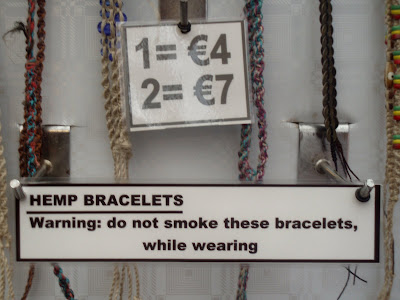 1= €4
2= €7
HEMP BRACELETS
Warning: do not smoke these bracelets,
while wearing